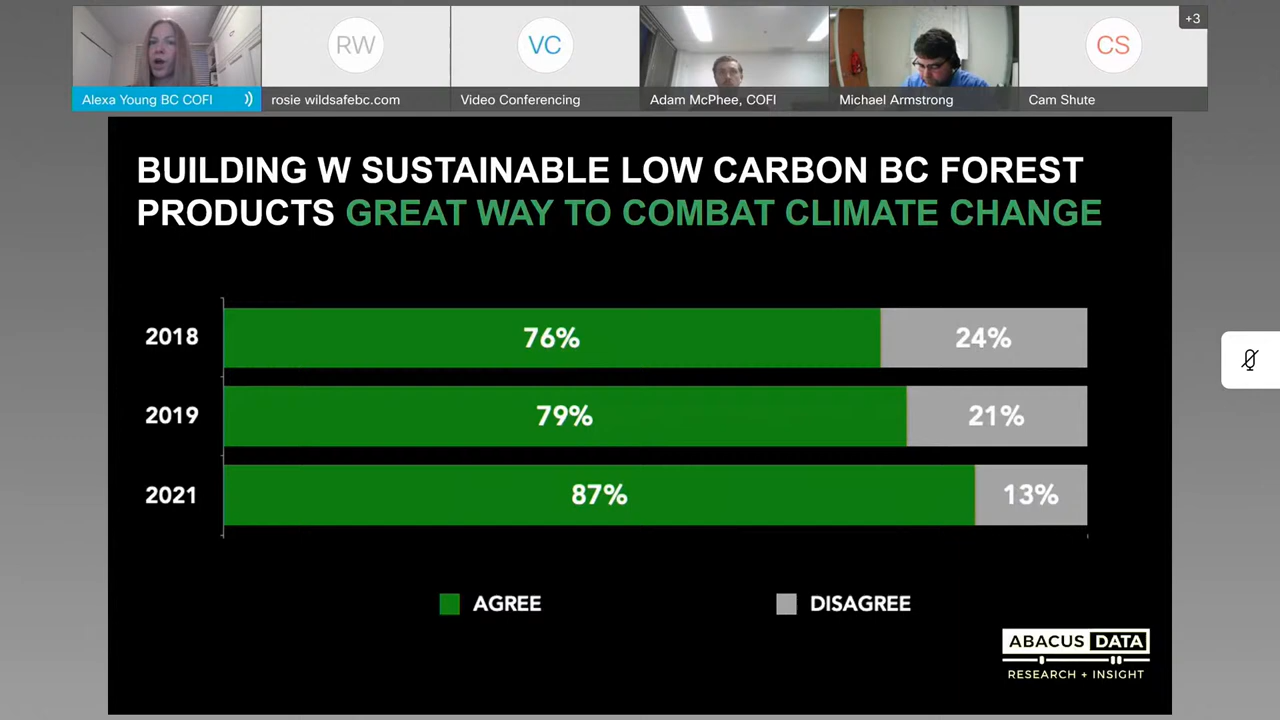 +3
RW
VC
CS
Alexa Young BC COFI
rosie wildsafebc.com
Video Conferencing
Adam McPhee, COFI
Michael Armstrong
Cam Shute
BUILDING W SUSTAINABLE LOW CARBON BC FOREST
PRODUCTS GREAT WAY TO COMBAT CLIMATE CHANGE
2018 76% 24%
2019 79% 21%
2021 87% 13%
AGREE DISAGREE
ABACUS DATA
RESEARCH + INSIGHT